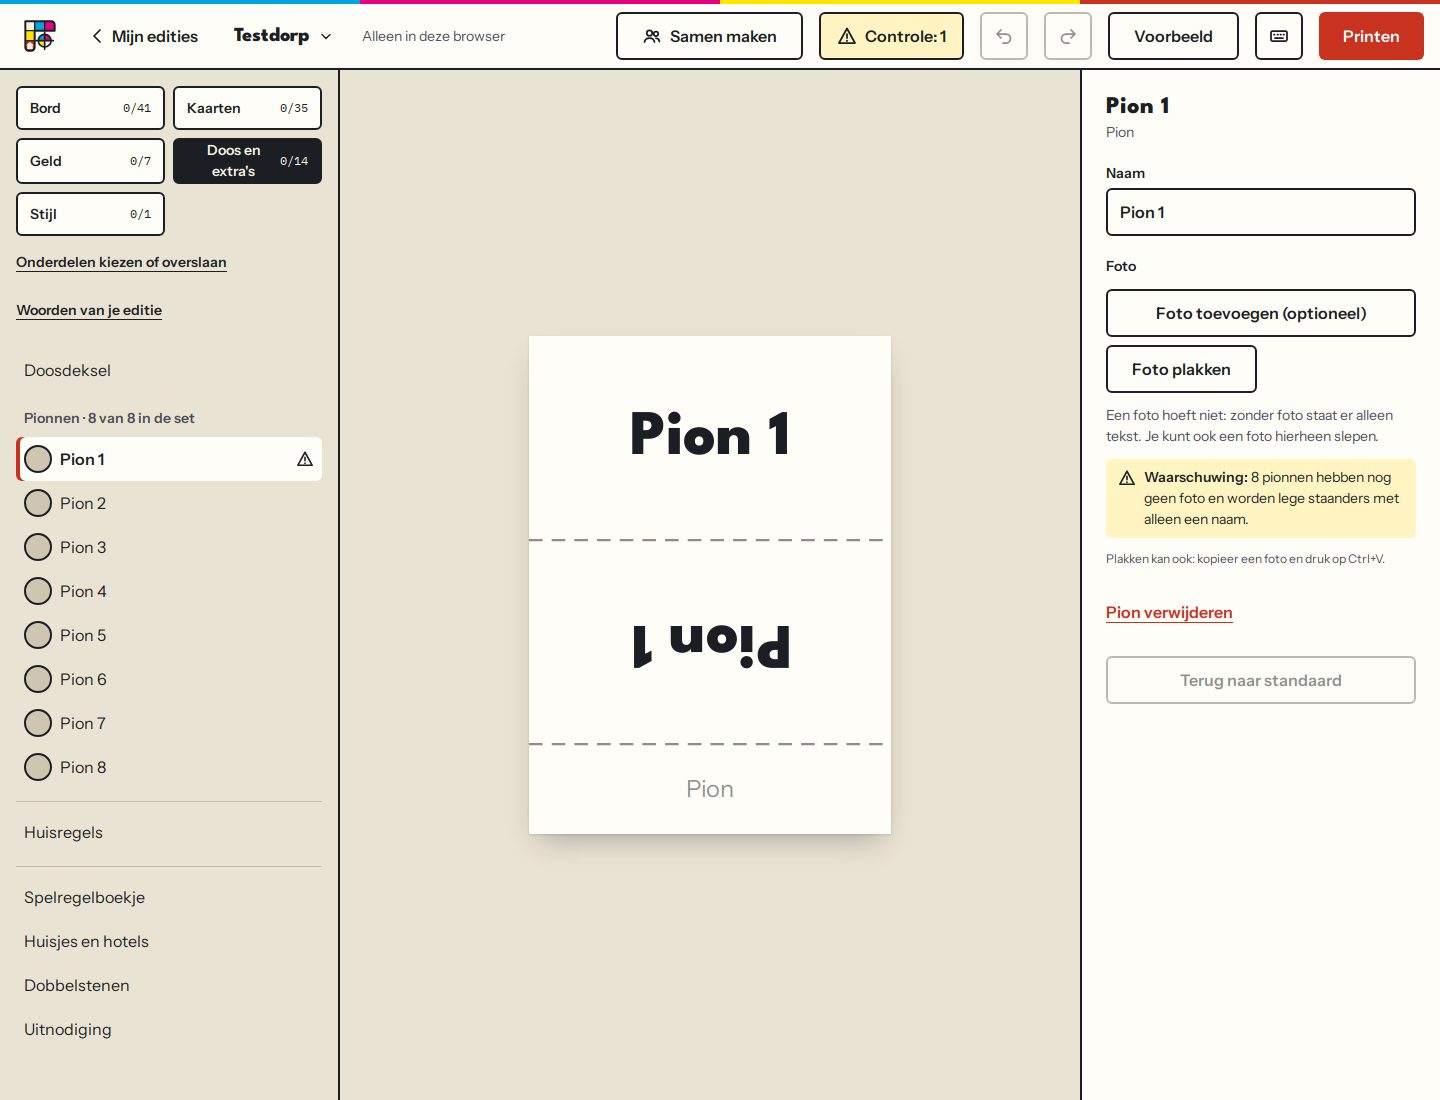 Mijn edities
Testdorp
Alleen in deze browser
Samen maken
Controle: 1
Voorbeeld
Printen
Bord 0/41
Kaarten 0/35
Geld 0/7
Doos en extra's 0/14
Stijl 0/1
Onderdelen kiezen of overslaan
Woorden van je editie
Doosdeksel
Pionnen · 8 van 8 in de set
Pion 1
Pion 2
Pion 3
Pion 4
Pion 5
Pion 6
Pion 7
Pion 8
Huisregels
Spelregelboekje
Huisjes en hotels
Dobbelstenen
Uitnodiging
Pion 1
Pion 1
Pion
Pion 1
Pion
Naam
Pion 1
Foto
Foto toevoegen (optioneel)
Foto plakken
Een foto hoeft niet: zonder foto staat er alleen
tekst. Je kunt ook een foto hierheen slepen.
Waarschuwing: 8 pionnen hebben nog
geen foto en worden lege staanders met
alleen een naam.
Plakken kan ook: kopieer een foto en druk op Ctrl+V.
Pion verwijderen
Terug naar standaard